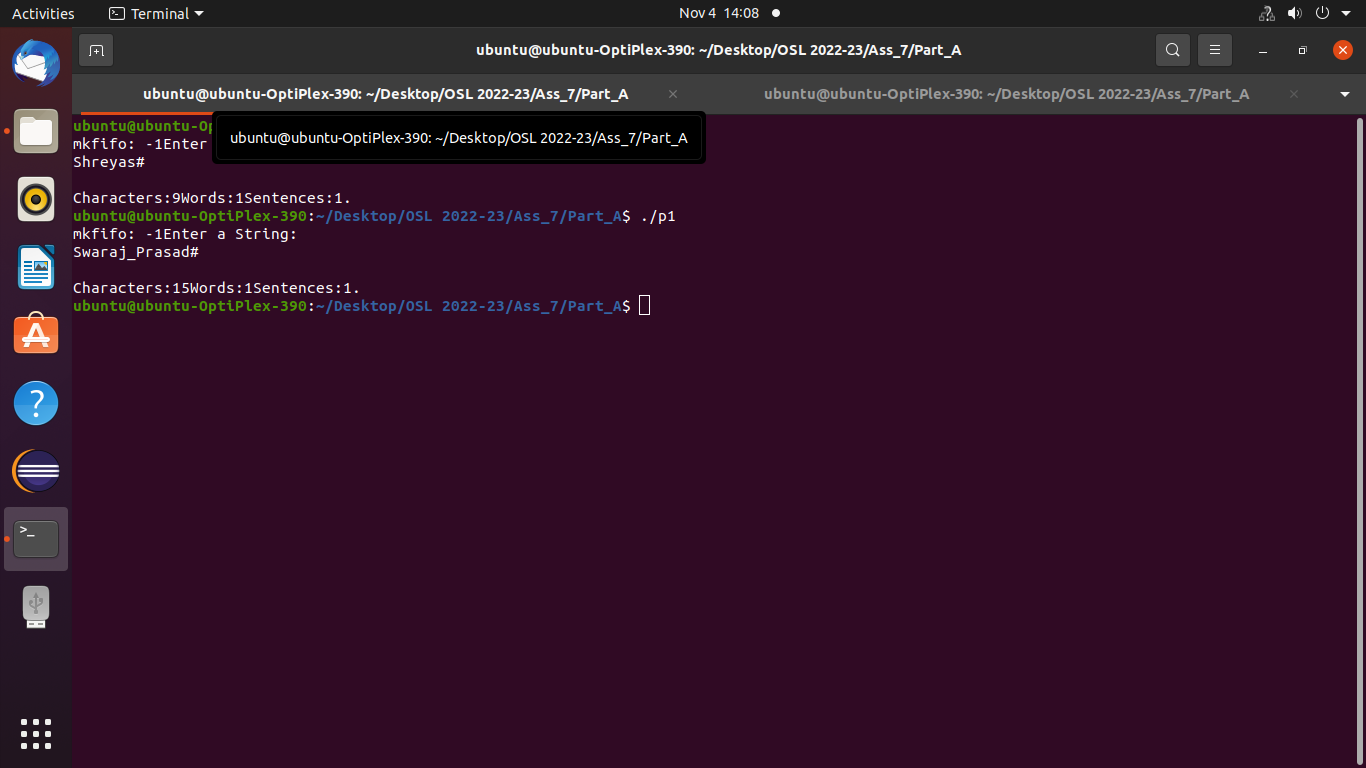 Activities Terminal Nov 4 14:08
ubuntu@ubuntu-OptiPlex-390: ~/Desktop/OSL 2022-23/Ass_7/Part_A
ubuntu@ubuntu-OptiPlex-390: ~/Desktop/OSL 2022-23/Ass_7/Part_A ubuntu@ubuntu-OptiPlex-390: ~/Desktop/OSL 2022-23/Ass_7/Part_A
ubuntu@ubuntu-Op
ubuntu@ubuntu-OptiPlex-390: ~/Desktop/OSL 2022-23/Ass_7/Part_A
mkfifo: -1Enter
Shreyas#
Characters:9Words:1Sentences:1.
ubuntu@ubuntu-OptiPlex-390:~/Desktop/OSL 2022-23/Ass_7/Part_A$ ./p1
mkfifo: -1Enter a String:
Swaraj_Prasad#
Characters:15Words:1Sentences:1.
ubuntu@ubuntu-OptiPlex-390:~/Desktop/OSL 2022-23/Ass_7/Part_A$